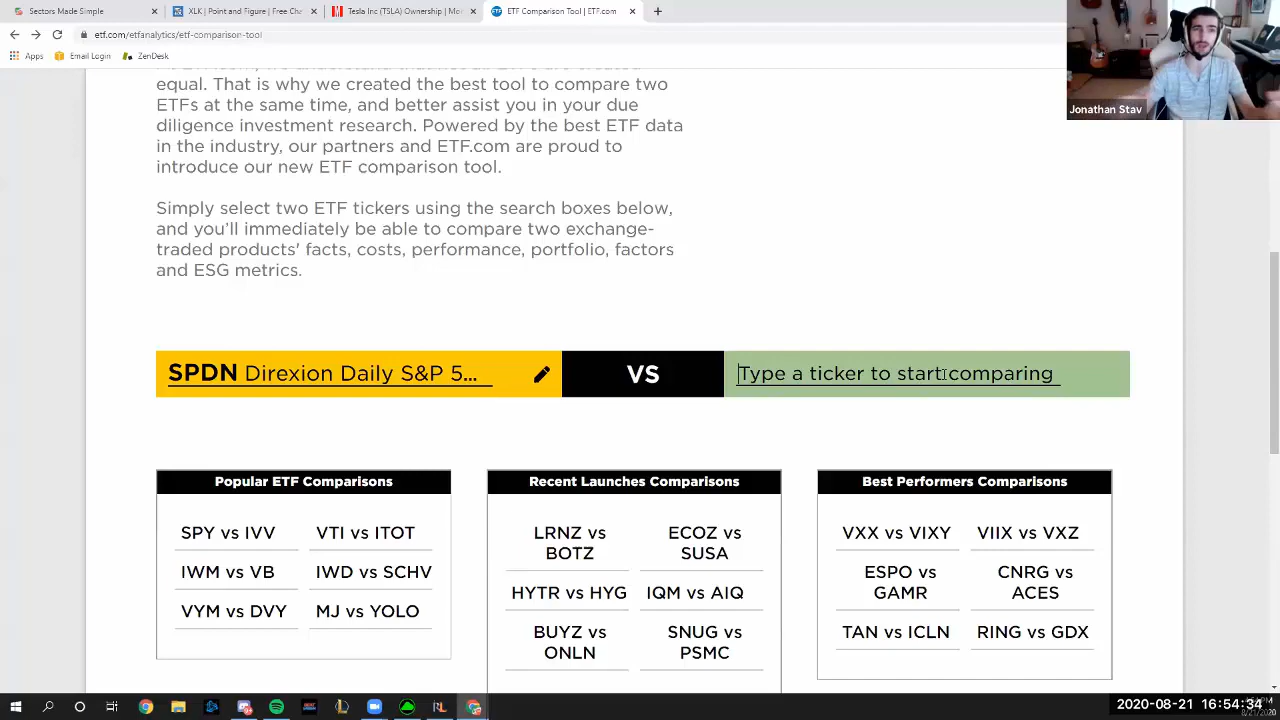 Sectors Made Simple
XLK | Point and Figure | Free Chr
Tesla Inc (TSLA) Ownership | Mor
ETF Comparison Tool | ETF.com
etf.com/etfanalytics/etf-comparison-tool
Apps
Email Login
ZenDesk
Jonathan Stav
equal. That is why we created the best tool to compare two
ETFs at the same time, and better assist you in your due
diligence investment research. Powered by the best ETF data
in the industry, our partners and ETF.com are proud to
introduce our new ETF comparison tool.
Simply select two ETF tickers using the search boxes below,
and you'll immediately be able to compare two exchange-
traded products' facts, costs, performance, portfolio, factors
and ESG metrics.
SPDN Direxion Daily S&P 5...
VS
Type a ticker to start comparing
Popular ETF Comparisons
SPY vs IVV
VTI vs ITOT
IWM vs VB
IWD vs SCHV
VYM vs DVY
MJ vs YOLO
Recent Launches Comparisons
LRNZ vs
BOTZ
ECOZ vs
SUSA
HYTR vs HYG
IQM vs AIQ
BUYZ vs
ONLN
SNUG vs
PSMC
Best Performers Comparisons
VXX vs VIXY
VIIX vs VXZ
ESPO vs
GAMR
CNRG vs
ACES
TAN vs ICLN
RING vs GDX
2020-08-21 16:54:34